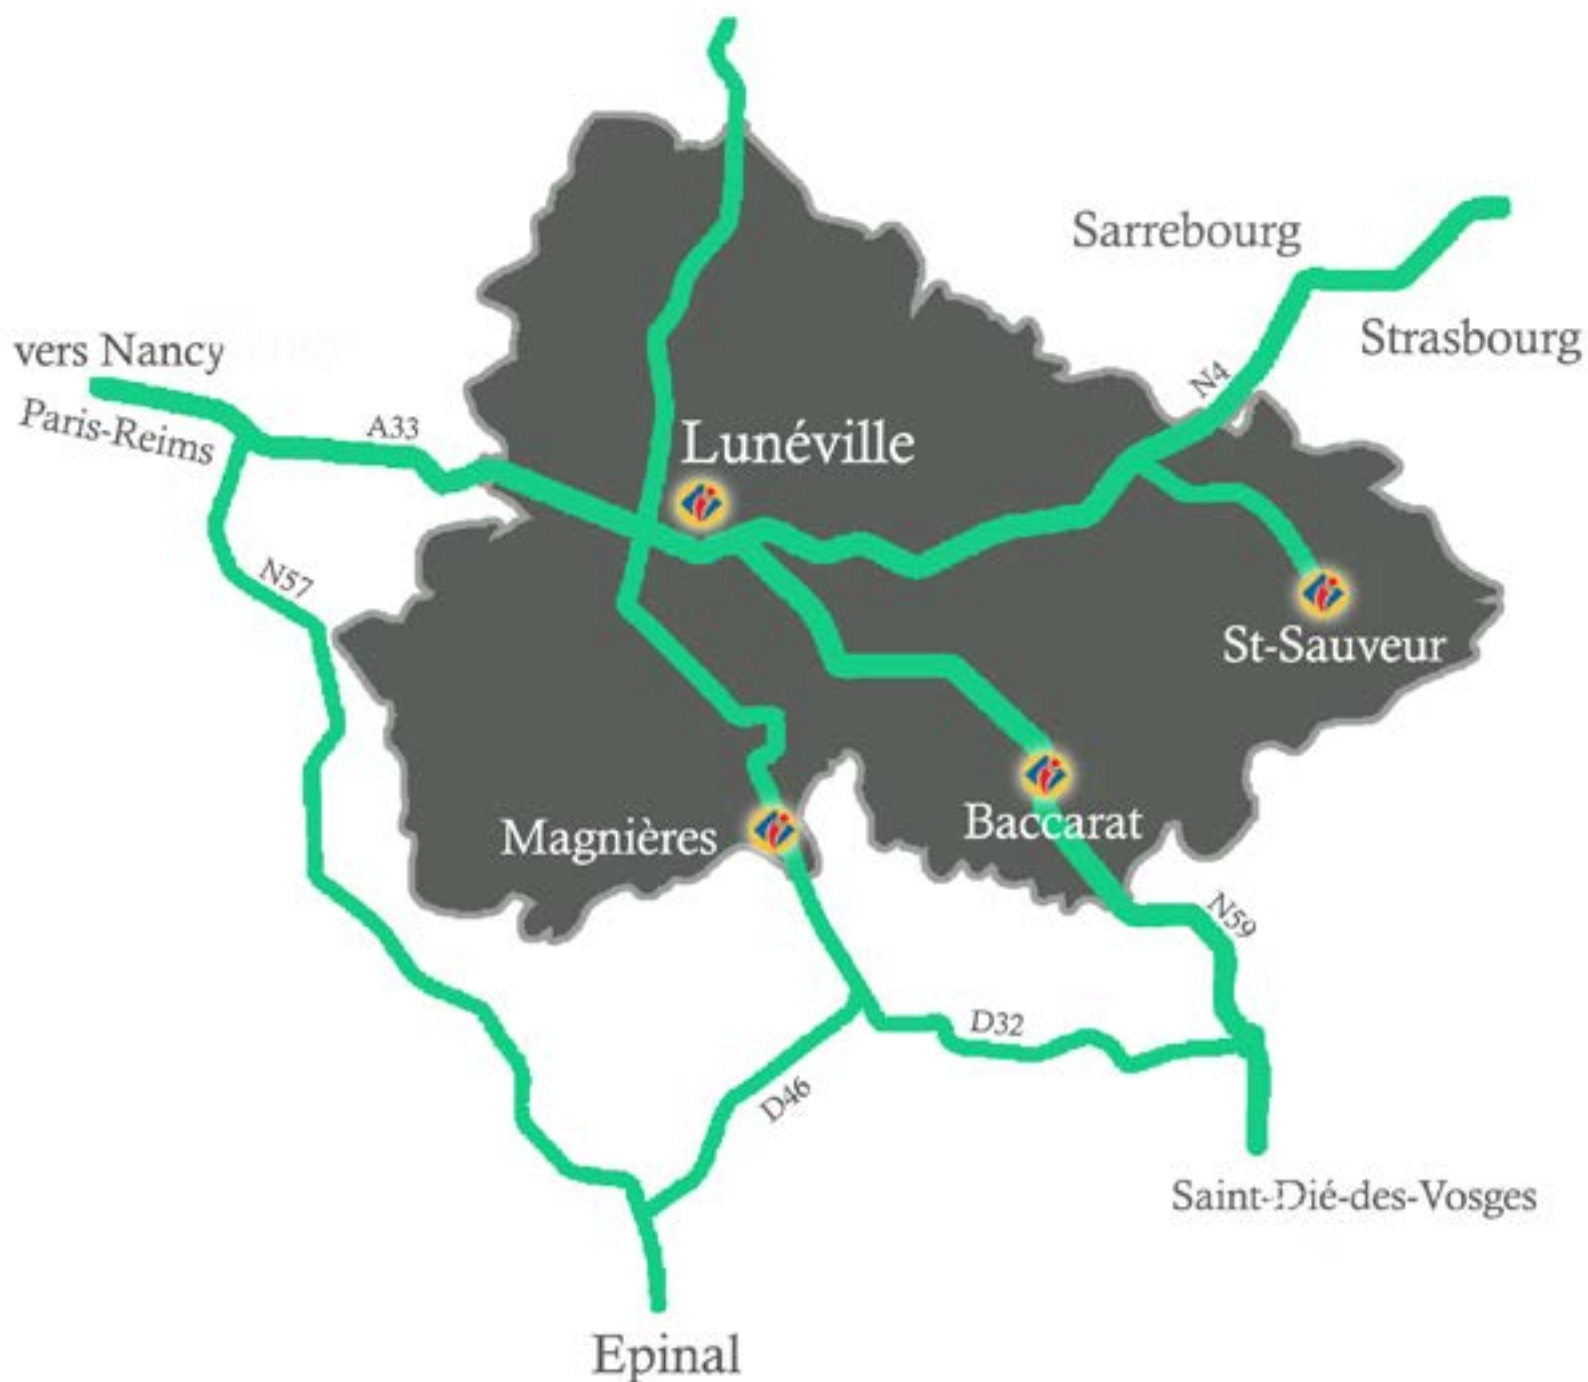 Sarrebourg
Strasbourg
vers Nancy
Paris-Reims
A33
N4
Lunéville
N57
St-Sauveur
Magnières
Baccarat
N59
D32
D46
Saint-Dié-des-Vosges
Epinal